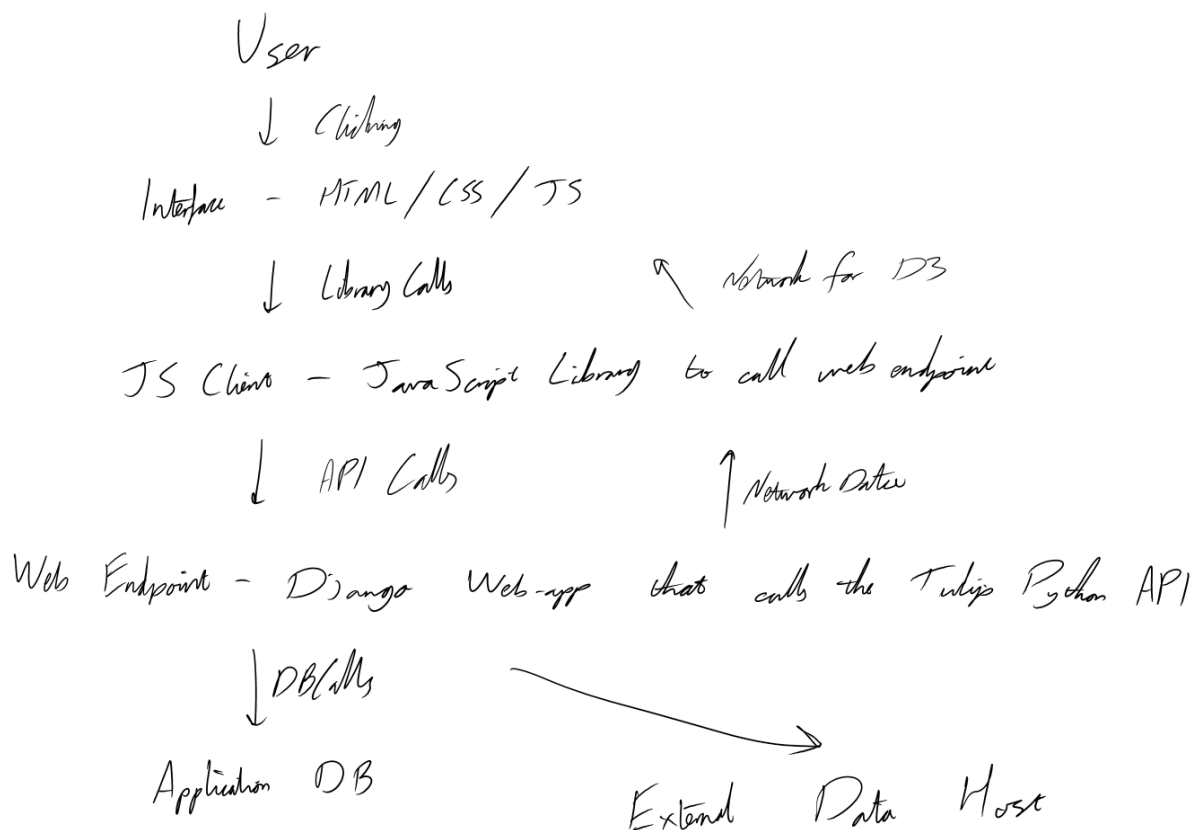 User
↓ Clicking
Interface - HTML/CSS/JS
↓ Library Calls
Network for D3
JS Client - JavaScript Library to call web endpoint
↓ API Calls
Network Data
Web Endpoint - Django Web-app that calls the Tulip Python API
↓ DB Calls
Application DB
External Data Host